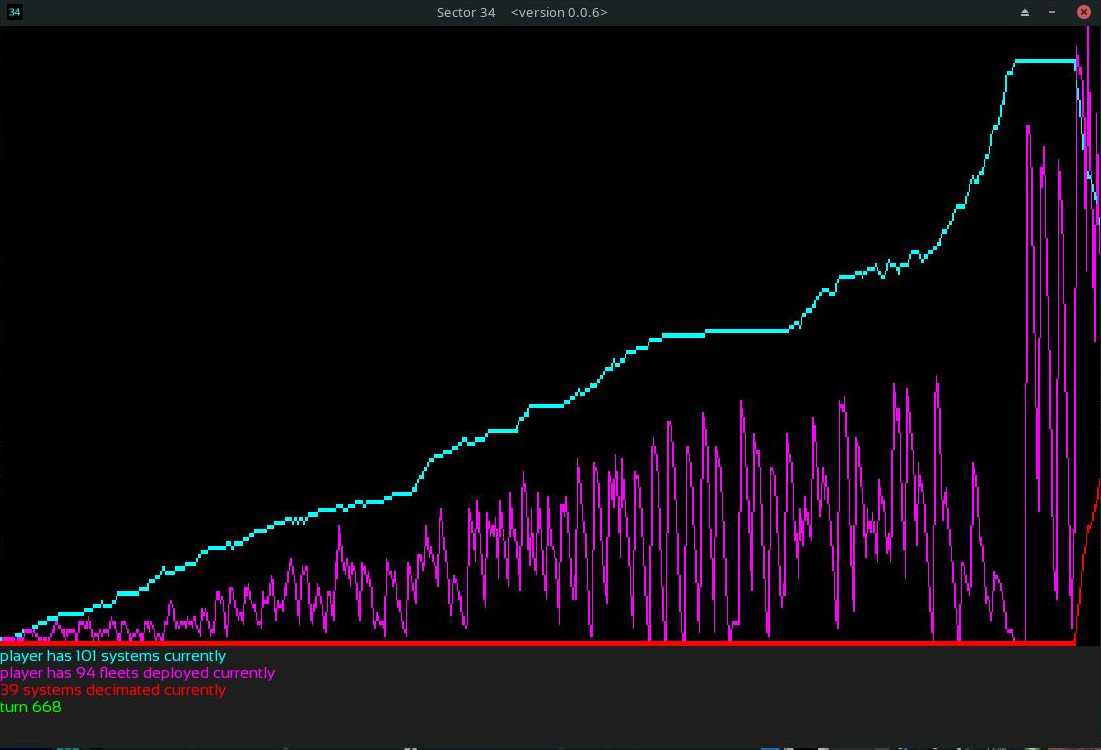 34
Sector 34 <version 0.0.6>
player has 101 systems currently
player has 94 fleets deployed currently
39 systems decimated currently
turn 668